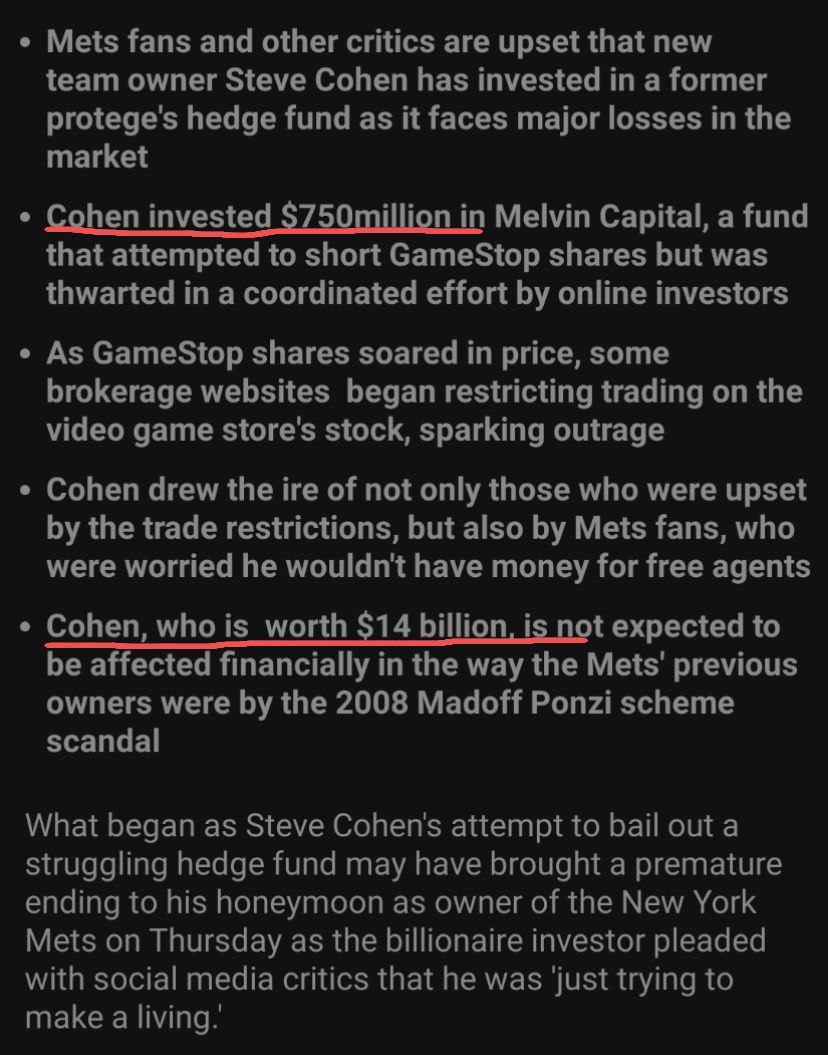 • Mets fans and other critics are upset that new
team owner Steve Cohen has invested in a former
protege's hedge fund as it faces major losses in the
market
• Cohen invested $750million in Melvin Capital, a fund
that attempted to short GameStop shares but was
thwarted in a coordinated effort by online investors
• As GameStop shares soared in price, some
brokerage websites  began restricting trading on the
video game store's stock, sparking outrage
• Cohen drew the ire of not only those who were upset
by the trade restrictions, but also by Mets fans, who
were worried he wouldn't have money for free agents
• Cohen, who is  worth $14 billion, is not expected to
be affected financially in the way the Mets' previous
owners were by the 2008 Madoff Ponzi scheme
scandal
What began as Steve Cohen's attempt to bail out a
struggling hedge fund may have brought a premature
ending to his honeymoon as owner of the New York
Mets on Thursday as the billionaire investor pleaded
with social media critics that he was 'just trying to
make a living.'